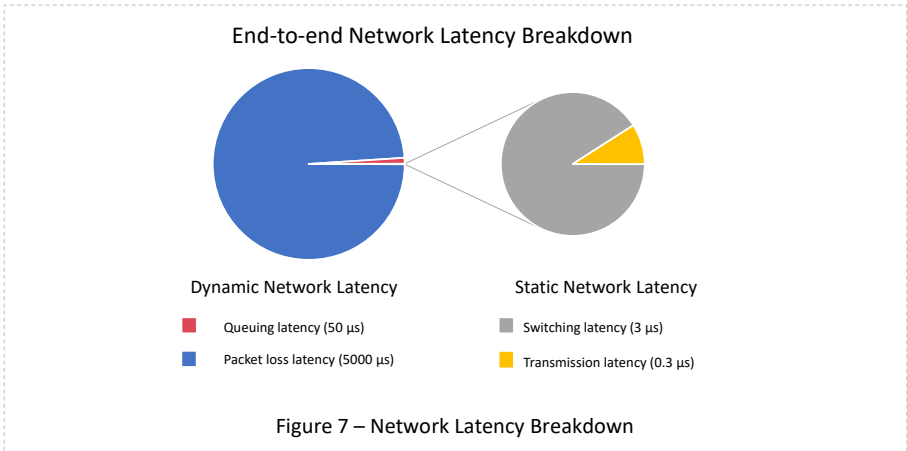 End-to-end Network Latency Breakdown
Dynamic Network Latency
Queuing latency (50 µs)
Packet loss latency (5000 µs)
Static Network Latency
Switching latency (3 µs)
Transmission latency (0.3 µs)
Figure 7 – Network Latency Breakdown